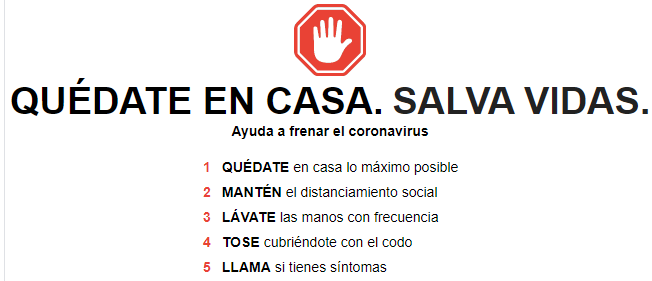 QUÉDATE EN CASA. SALVA VIDAS.
Ayuda a frenar el coronavirus
1 QUÉDATE en casa lo máximo posible
2 MANTÉN el distanciamiento social
3 LÁVATE las manos con frecuencia
4 TOSE cubriéndote con el codo
5 LLAMA si tienes síntomas